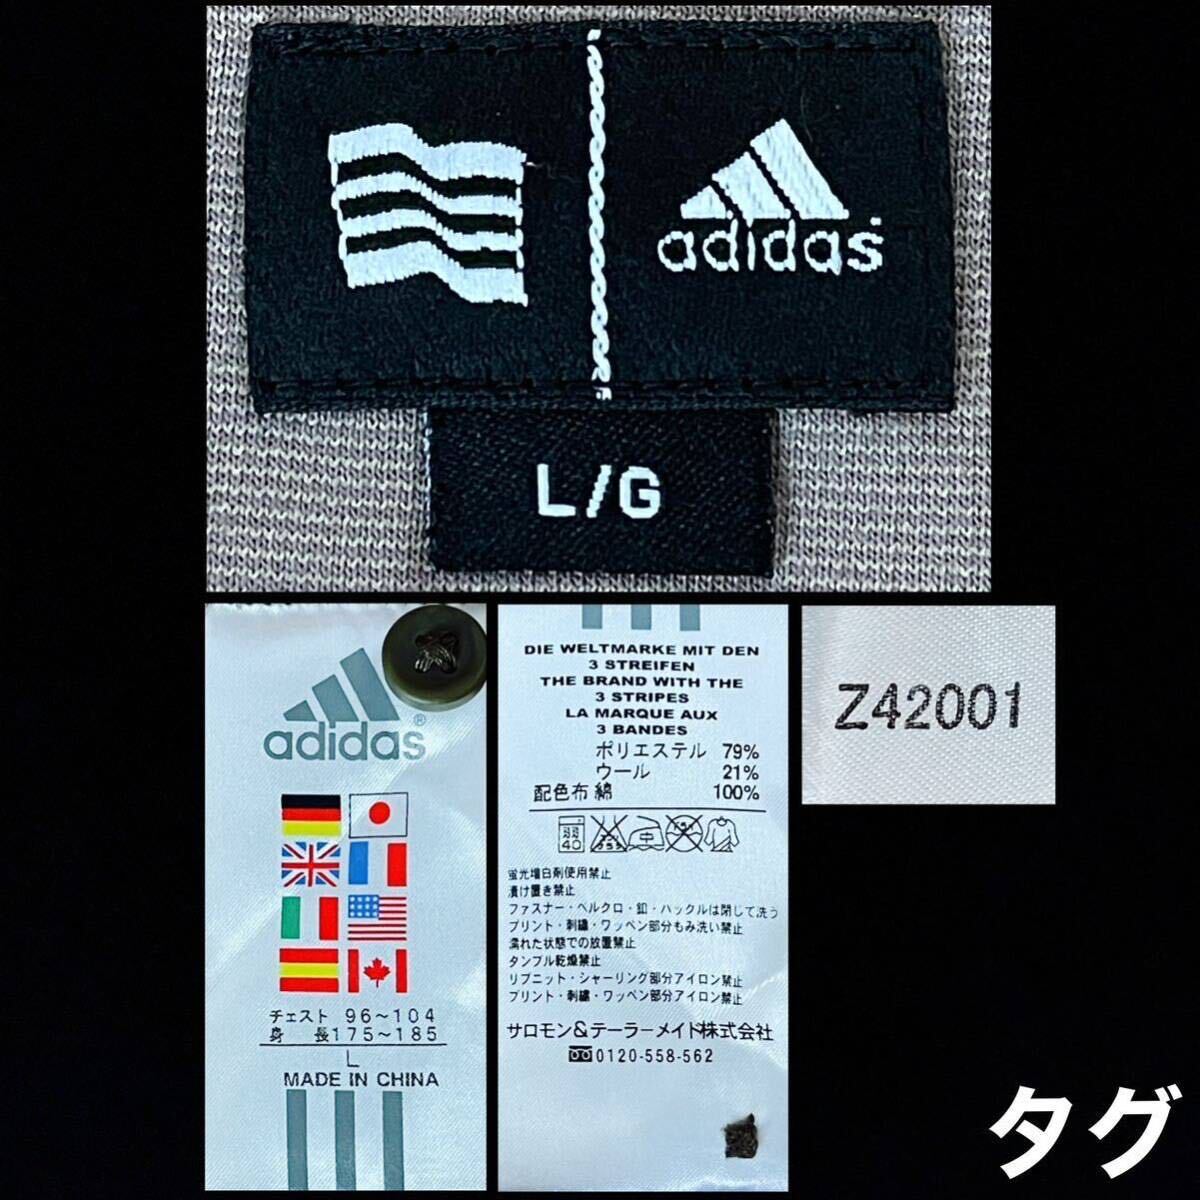 adidas
L/G
adidas®
チェスト 96~104
身 長175~185
L
MADE IN CHINA
DIE WELTMARKE MIT DEN
3 STREIFEN
THE BRAND WITH THE
3 STRIPES
LA MARQUE AUX
3 BANDES
ポリエステル 79%
ウール 21%
配色布 綿 100%
40
中
蛍光増白剤使用禁止
漬け置き禁止
ファスナー・ベルクロ・釦・バックルは閉じて洗う
プリント・刺繍・ワッペン部分もみ洗い禁止
濡れた状態での放置禁止
タンブル乾燥禁止
リブニット・シャーリング部分アイロン禁止
プリント・刺繍・ワッペン部分アイロン禁止
サロモン&テーラーメイド株式会社
0120-558-562
Z42001
タグ